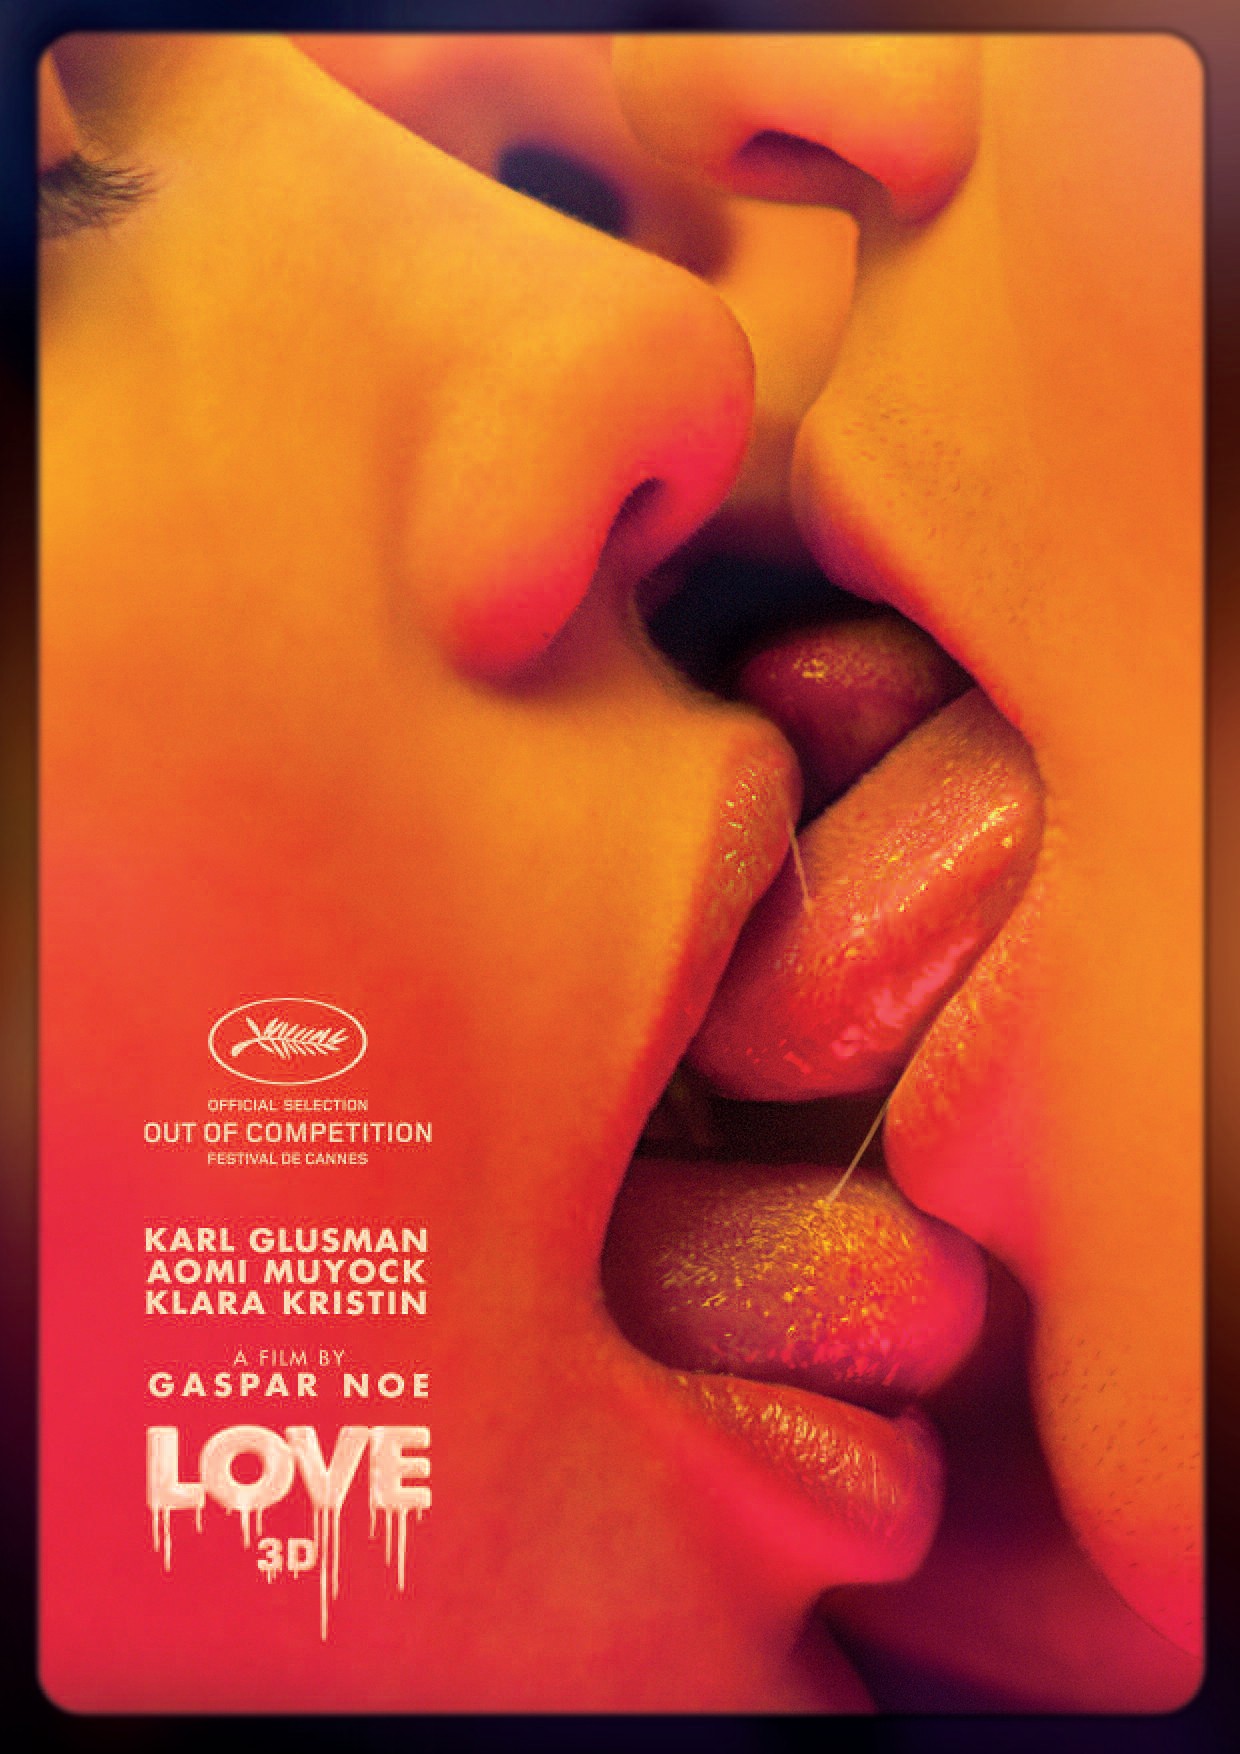 OFFICIAL SELECTION
OUT OF COMPETITION
FESTIVAL DE CANNES
KARL GLUSMAN
AOMI MUYOCK
KLARA KRISTIN
A FILM BY
GASPAR NOE
LOVE
3D